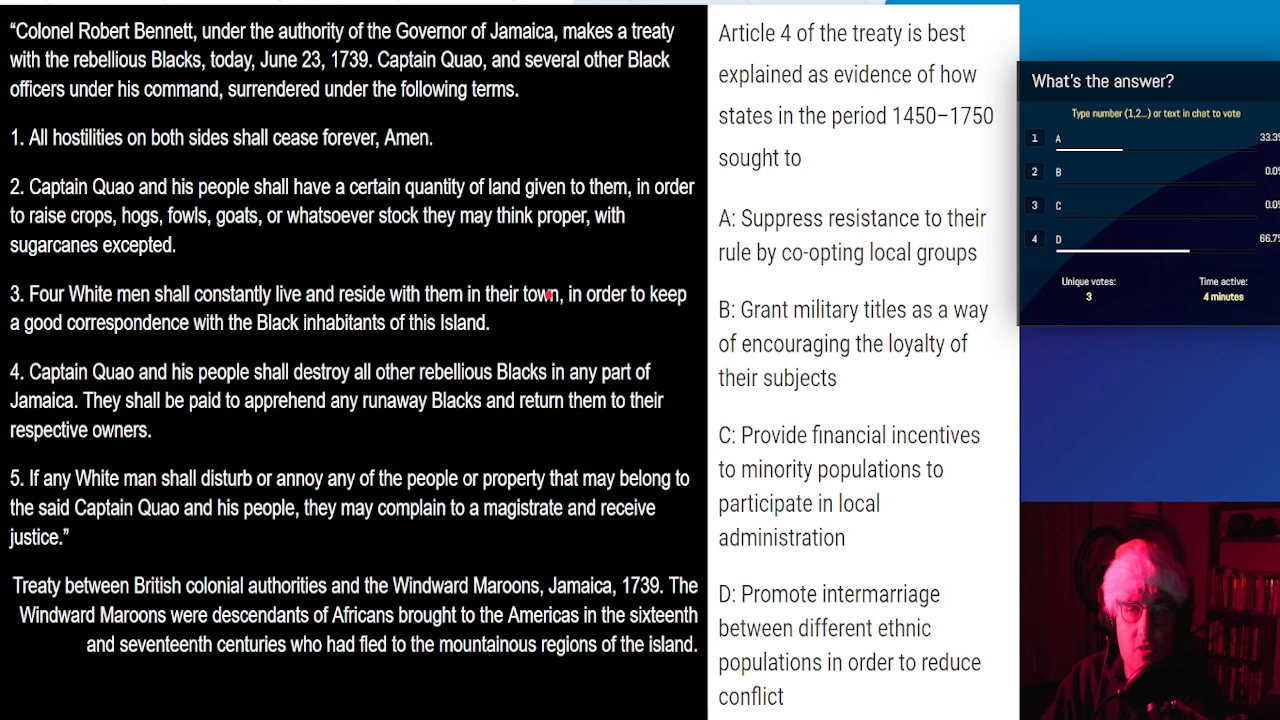 “Colonel Robert Bennett, under the authority of the Governor of Jamaica, makes a treaty
with the rebellious Blacks, today, June 23, 1739. Captain Quao, and several other Black
officers under his command, surrendered under the following terms.
1. All hostilities on both sides shall cease forever, Amen.
2. Captain Quao and his people shall have a certain quantity of land given to them, in order
to raise crops, hogs, fowls, goats, or whatsoever stock they may think proper, with
sugarcanes excepted.
3. Four White men shall constantly live and reside with them in their town, in order to keep
a good correspondence with the Black inhabitants of this Island.
4. Captain Quao and his people shall destroy all other rebellious Blacks in any part of
Jamaica. They shall be paid to apprehend any runaway Blacks and return them to their
respective owners.
5. If any White man shall disturb or annoy any of the people or property that may belong to
the said Captain Quao and his people, they may complain to a magistrate and receive
justice.”
Treaty between British colonial authorities and the Windward Maroons, Jamaica, 1739. The
Windward Maroons were descendants of Africans brought to the Americas in the sixteenth
and seventeenth centuries who had fled to the mountainous regions of the island.
Article 4 of the treaty is best
explained as evidence of how
states in the period 1450–1750
sought to
A: Suppress resistance to their
rule by co-opting local groups
B: Grant military titles as a way
of encouraging the loyalty of
their subjects
C: Provide financial incentives
to minority populations to
participate in local
administration
D: Promote intermarriage
between different ethnic
populations in order to reduce
conflict
What's the answer?
Type number (1,2...) or text in chat to vote
1 A 33.3%
2 B 0.0%
3 C 0.0%
4 D 66.7%
Unique votes: Time active:
3 4 minutes